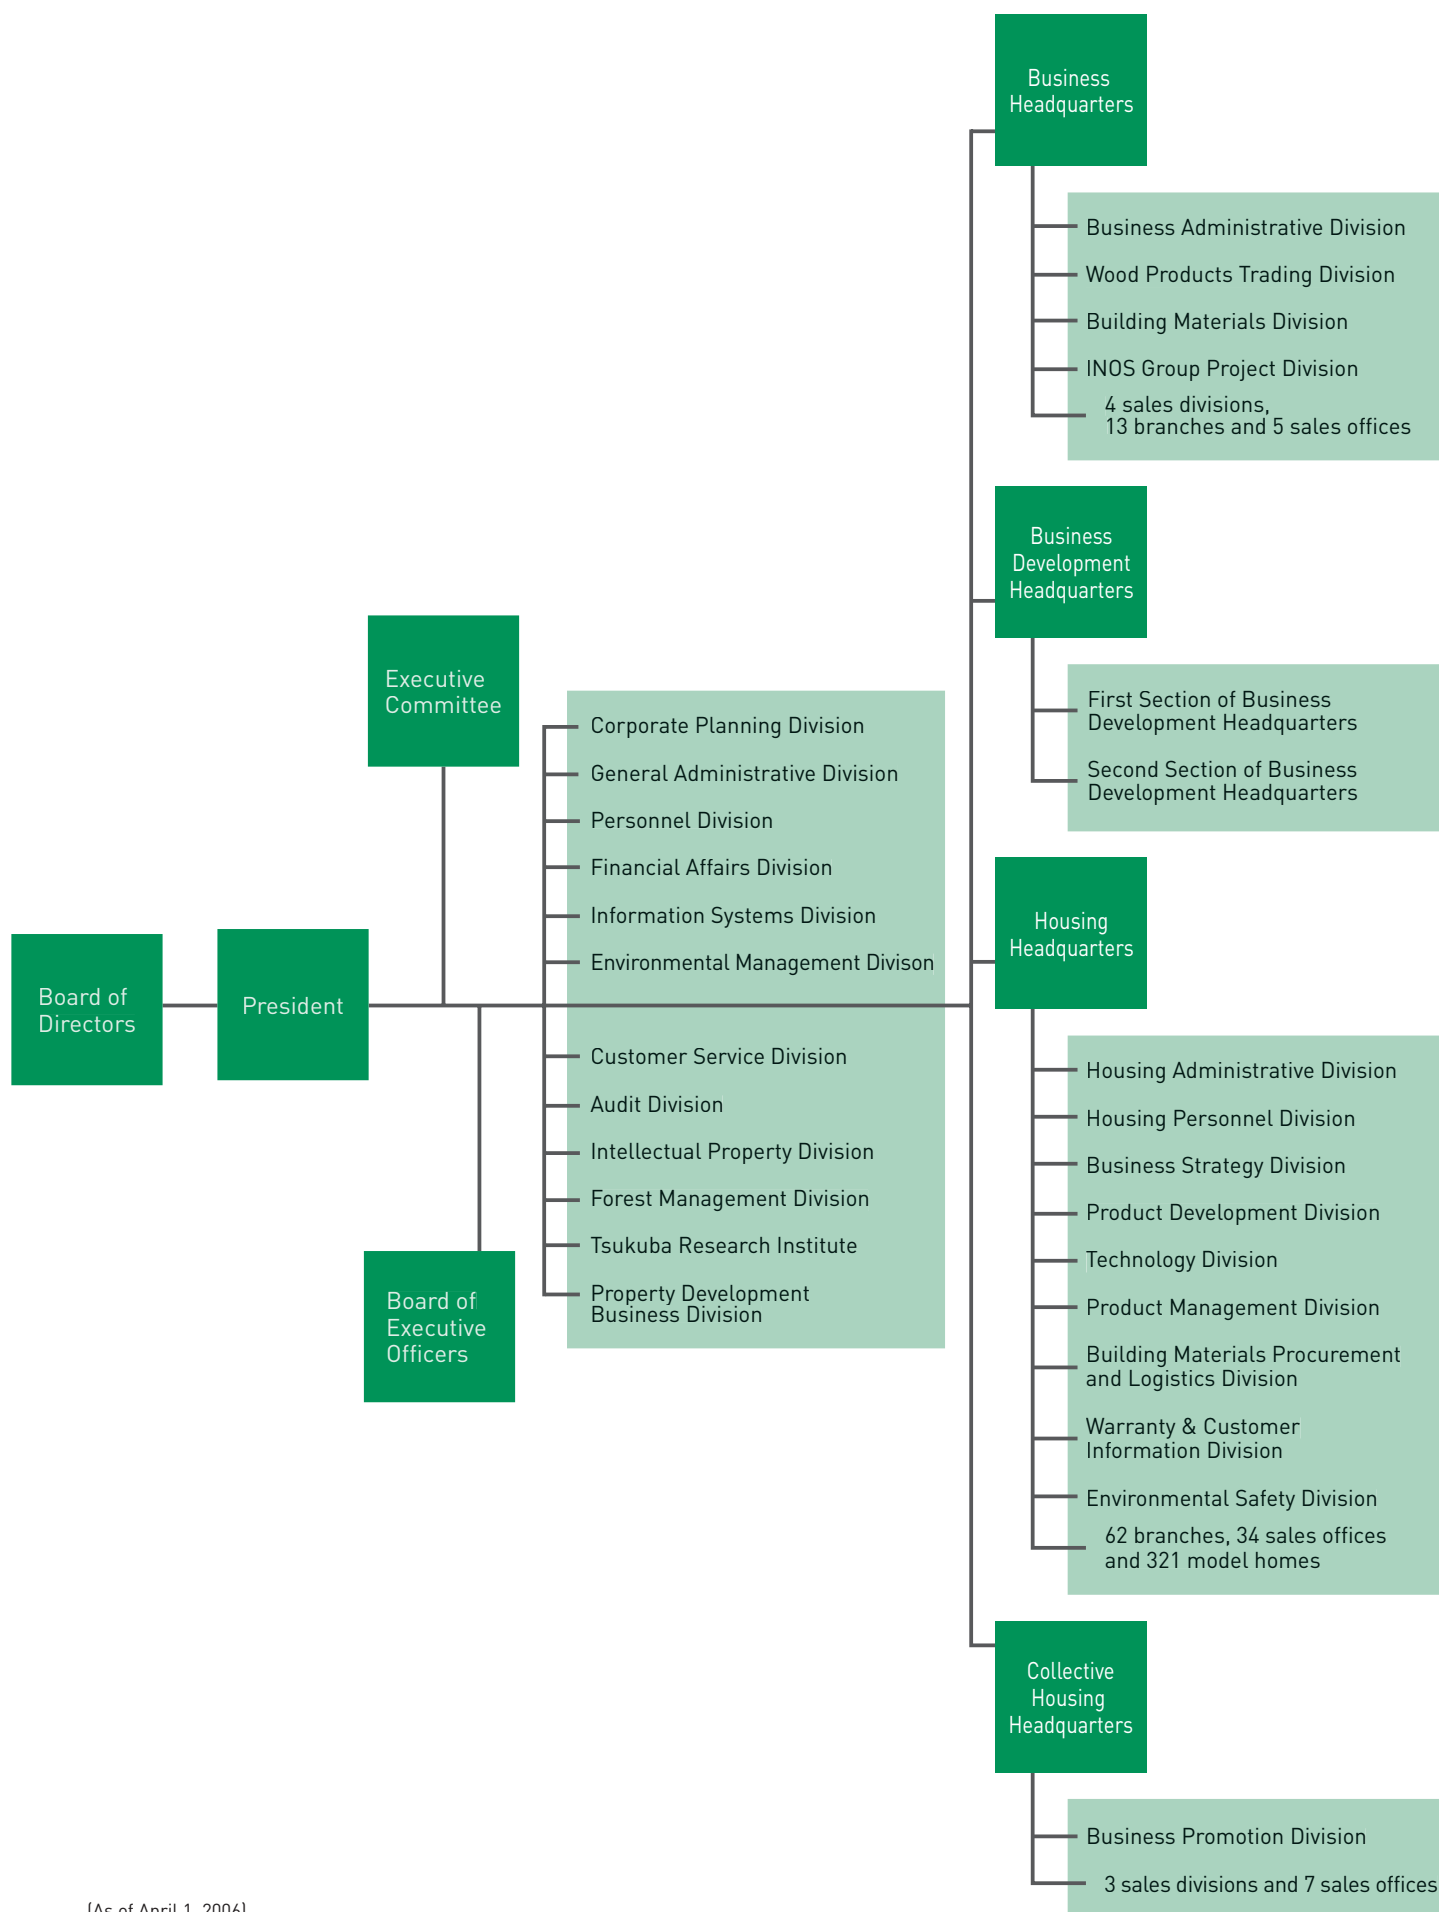 Board of
Directors
President
Executive
Committee
Board of
Executive
Officers
Corporate Planning Division
General Administrative Division
Personnel Division
Financial Affairs Division
Information Systems Division
Environmental Management Divison
Customer Service Division
Audit Division
Intellectual Property Division
Forest Management Division
Tsukuba Research Institute
Property Development
Business Division
Business
Headquarters
Business Administrative Division
Wood Products Trading Division
Building Materials Division
INOS Group Project Division
4 sales divisions,
13 branches and 5 sales offices
Business
Development
Headquarters
First Section of Business
Development Headquarters
Second Section of Business
Development Headquarters
Housing
Headquarters
Housing Administrative Division
Housing Personnel Division
Business Strategy Division
Product Development Division
Technology Division
Product Management Division
Building Materials Procurement
and Logistics Division
Warranty & Customer
Information Division
Environmental Safety Division
62 branches, 34 sales offices
and 321 model homes
Collective
Housing
Headquarters
Business Promotion Division
3 sales divisions and 7 sales offices
(As of April 1, 2006)